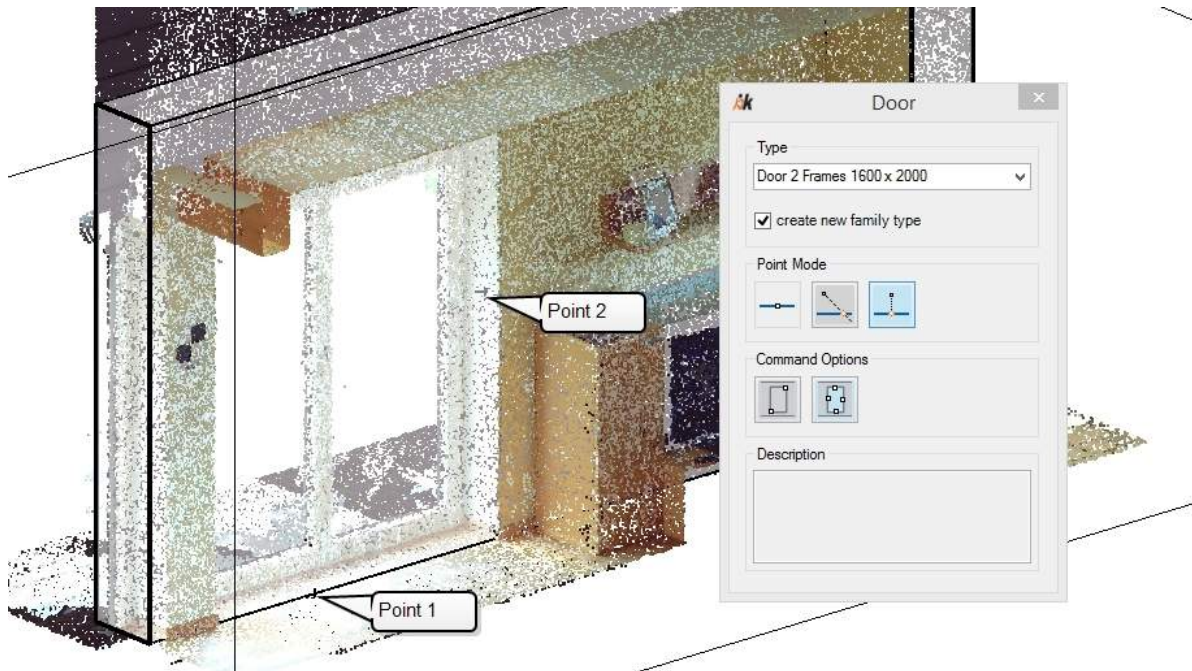 Point 2
Point 1
Door
Type
Door 2 Frames 1600 x 2000
create new family type
Point Mode
Command Options
Description